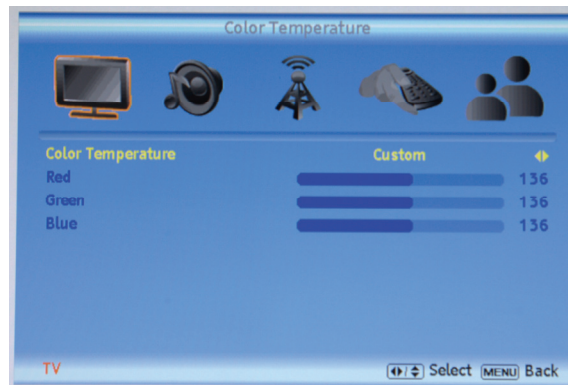 Color Temperature
Color Temperature Custom
Red 136
Green 136
Blue 136
TV Select MENU Back